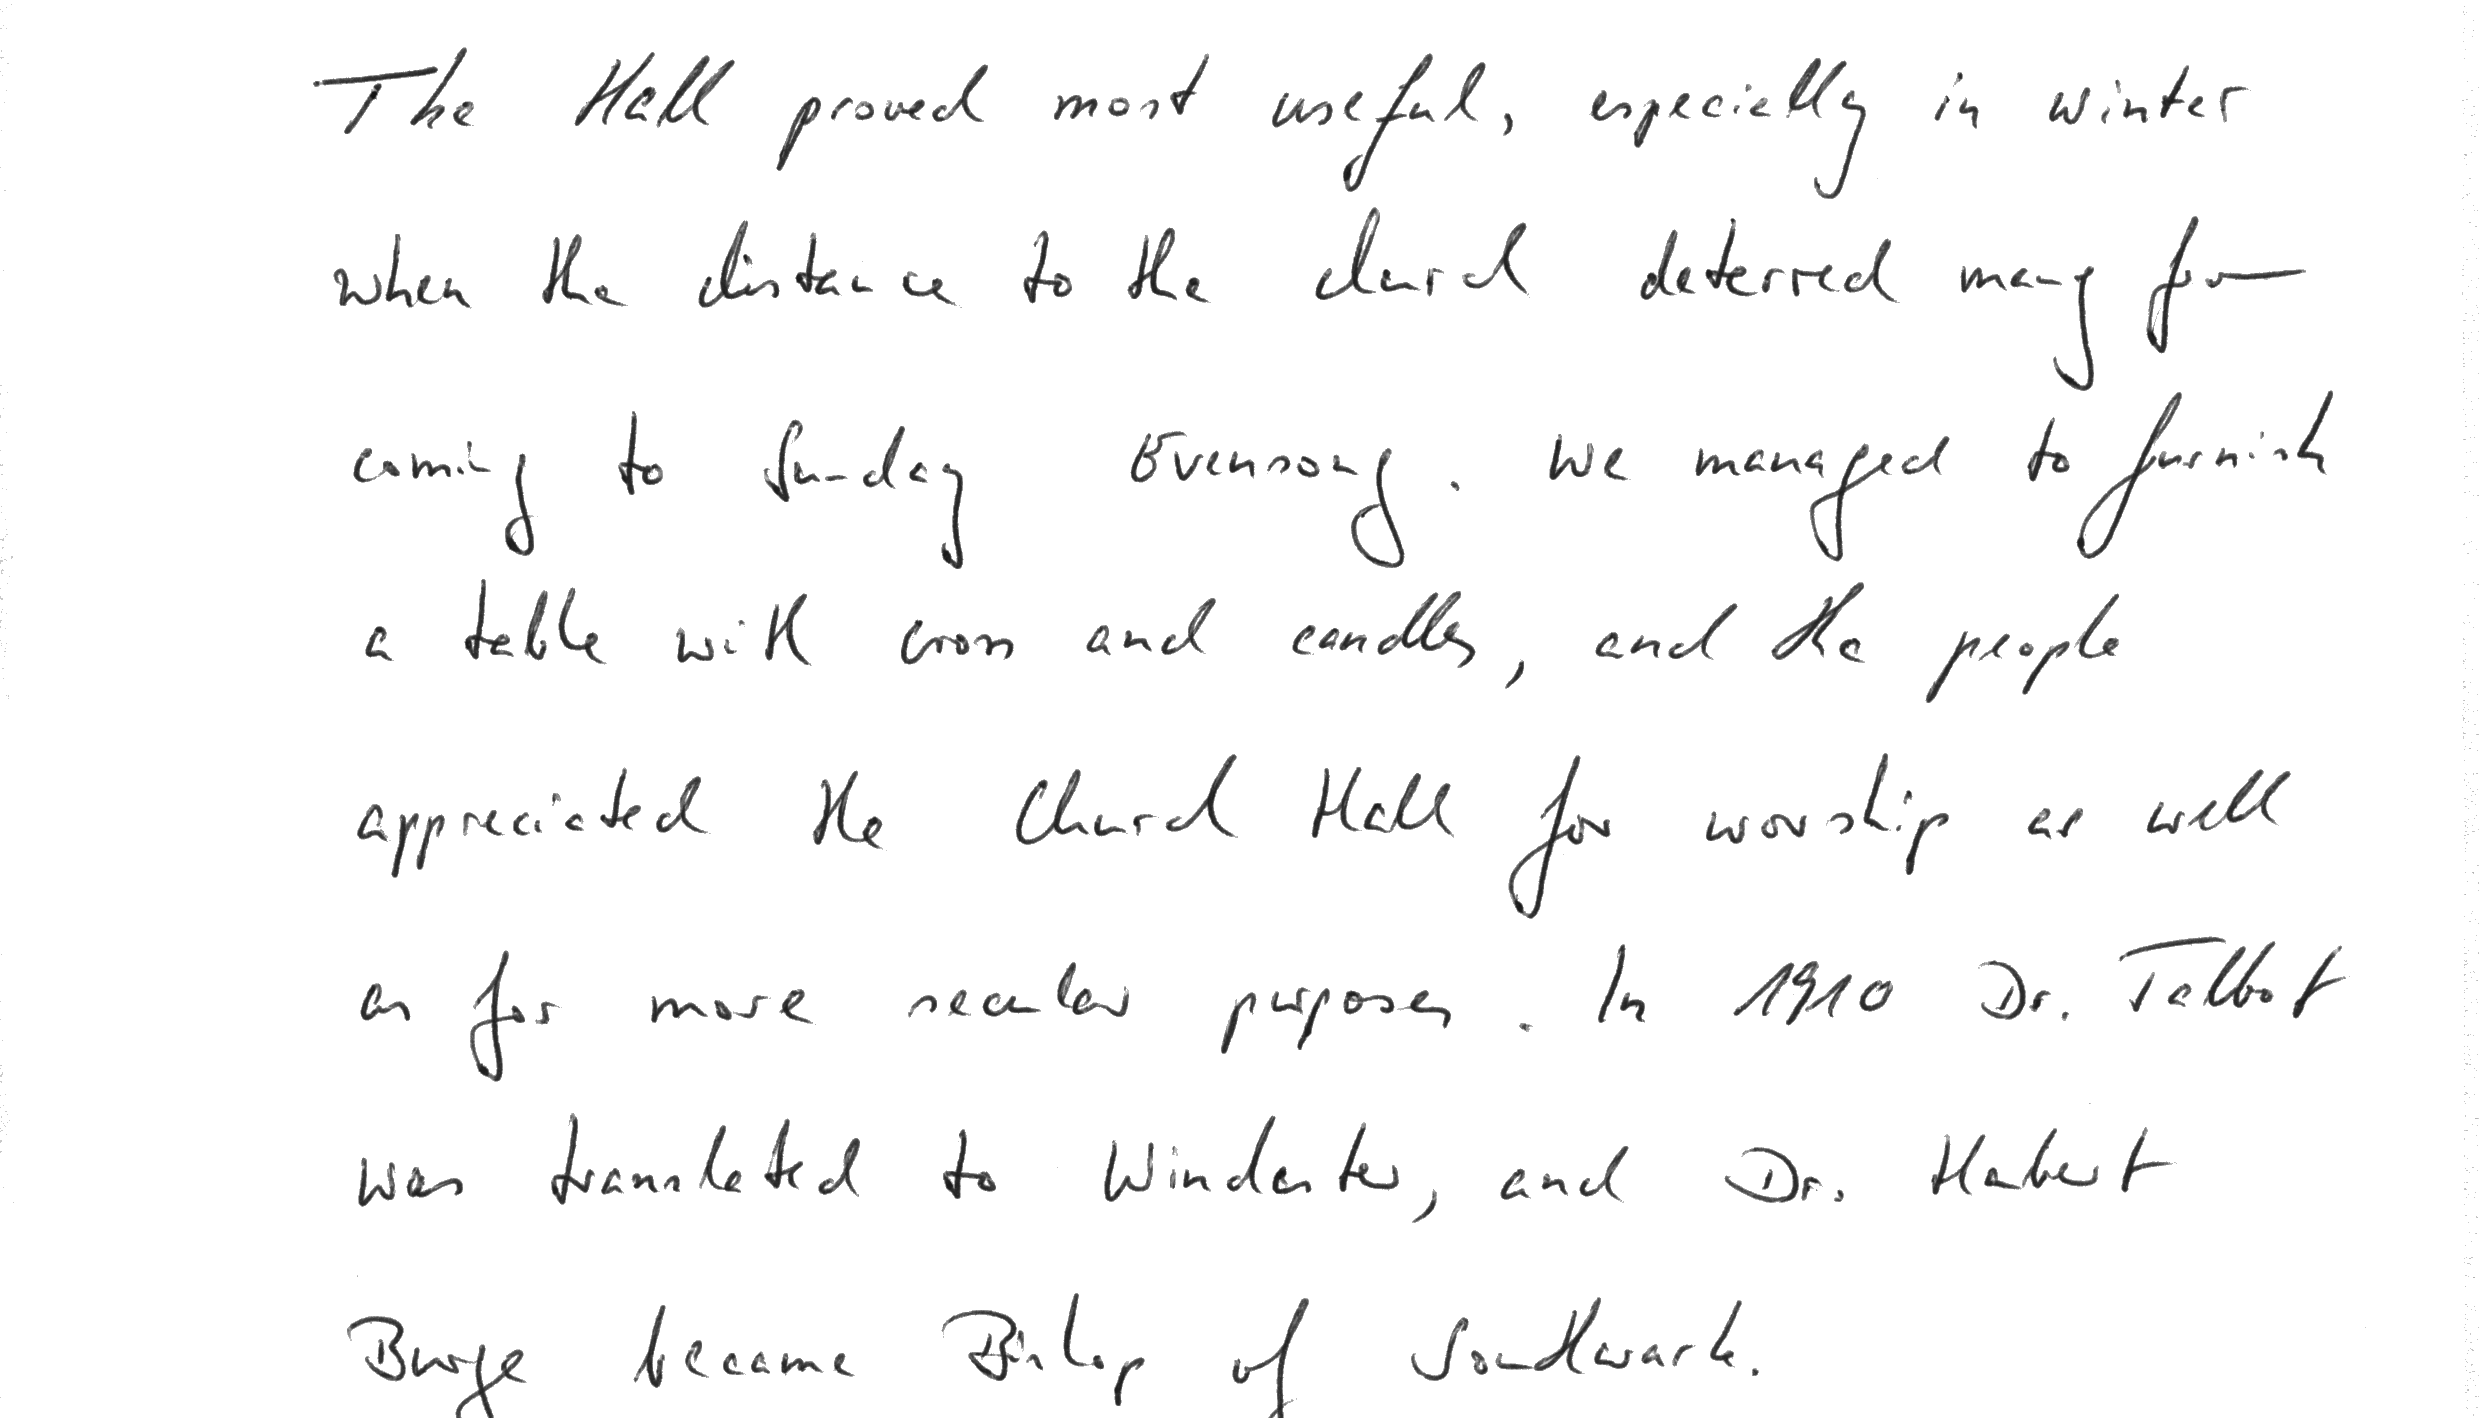 The Hall proved most useful, especially in winter
when the distance to the church deterred many from
coming to Sunday Evensong. We managed to furnish
a table with cross and candles, and the people
appreciated the Church Hall for worship as well
as for more secular purposes. In 1910 Dr. Talbot
was translated to Winchester, and Dr. Hubert
Burge became Bishop of Southwark.